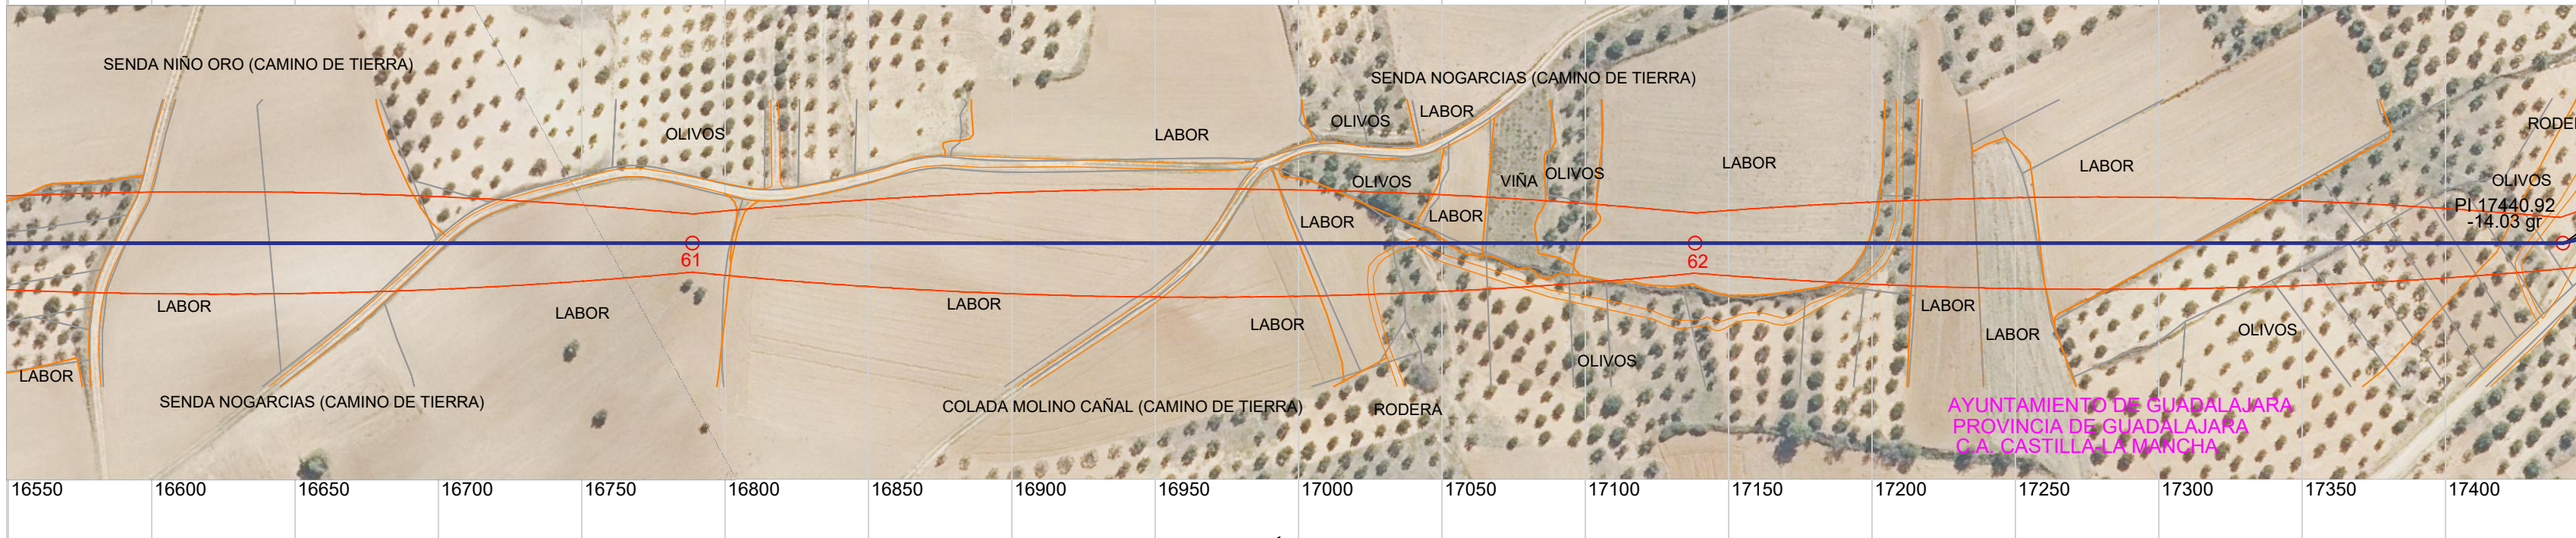 SENDA NIÑO ORO (CAMINO DE TIERRA)
SENDA NOGARCIAS (CAMINO DE TIERRA)
LABOR
OLIVOS
OLIVOS
LABOR
LABOR
LABOR
OLIVOS
VIÑA
OLIVOS
LABOR
OLIVOS
LABOR
LABOR
PI 17440.92
-14.03 gr
61
62
LABOR
LABOR
LABOR
LABOR
LABOR
LABOR
OLIVOS
OLIVOS
LABOR
SENDA NOGARCIAS (CAMINO DE TIERRA)
COLADA MOLINO CAÑAL (CAMINO DE TIERRA)
RODERA
AYUNTAMIENTO DE GUADALAJARA
PROVINCIA DE GUADALAJARA
C.A. CASTILLA-LA MANCHA
16550 16600 16650 16700 16750 16800 16850 16900 16950 17000 17050 17100 17150 17200 17250 17300 17350 17400